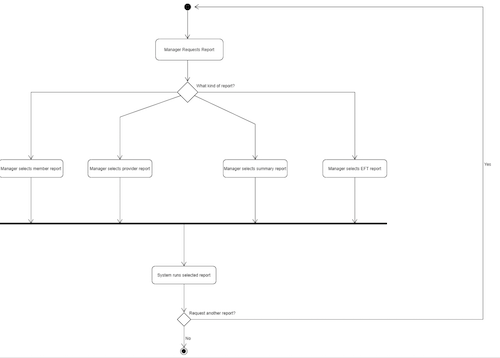 Manager Requests Report
What kind of report?
Manager selects member report
Manager selects provider report
Manager selects summary report
Manager selects EFT report
Yes
System runs selected report
Request another report?
No